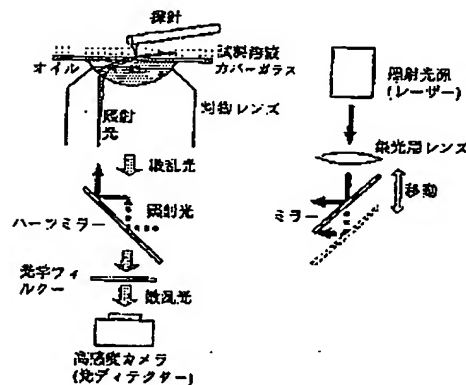 探針
試料溶液
カバーガラス
オイル
対物レンズ
照射
光
散乱光
照射光
ハーフミラー
光学フィ
ルター
散乱光
高感度カメラ
(光ディテクター)
照射光源
(レーザー)
集光用レンズ
移動
ミラー